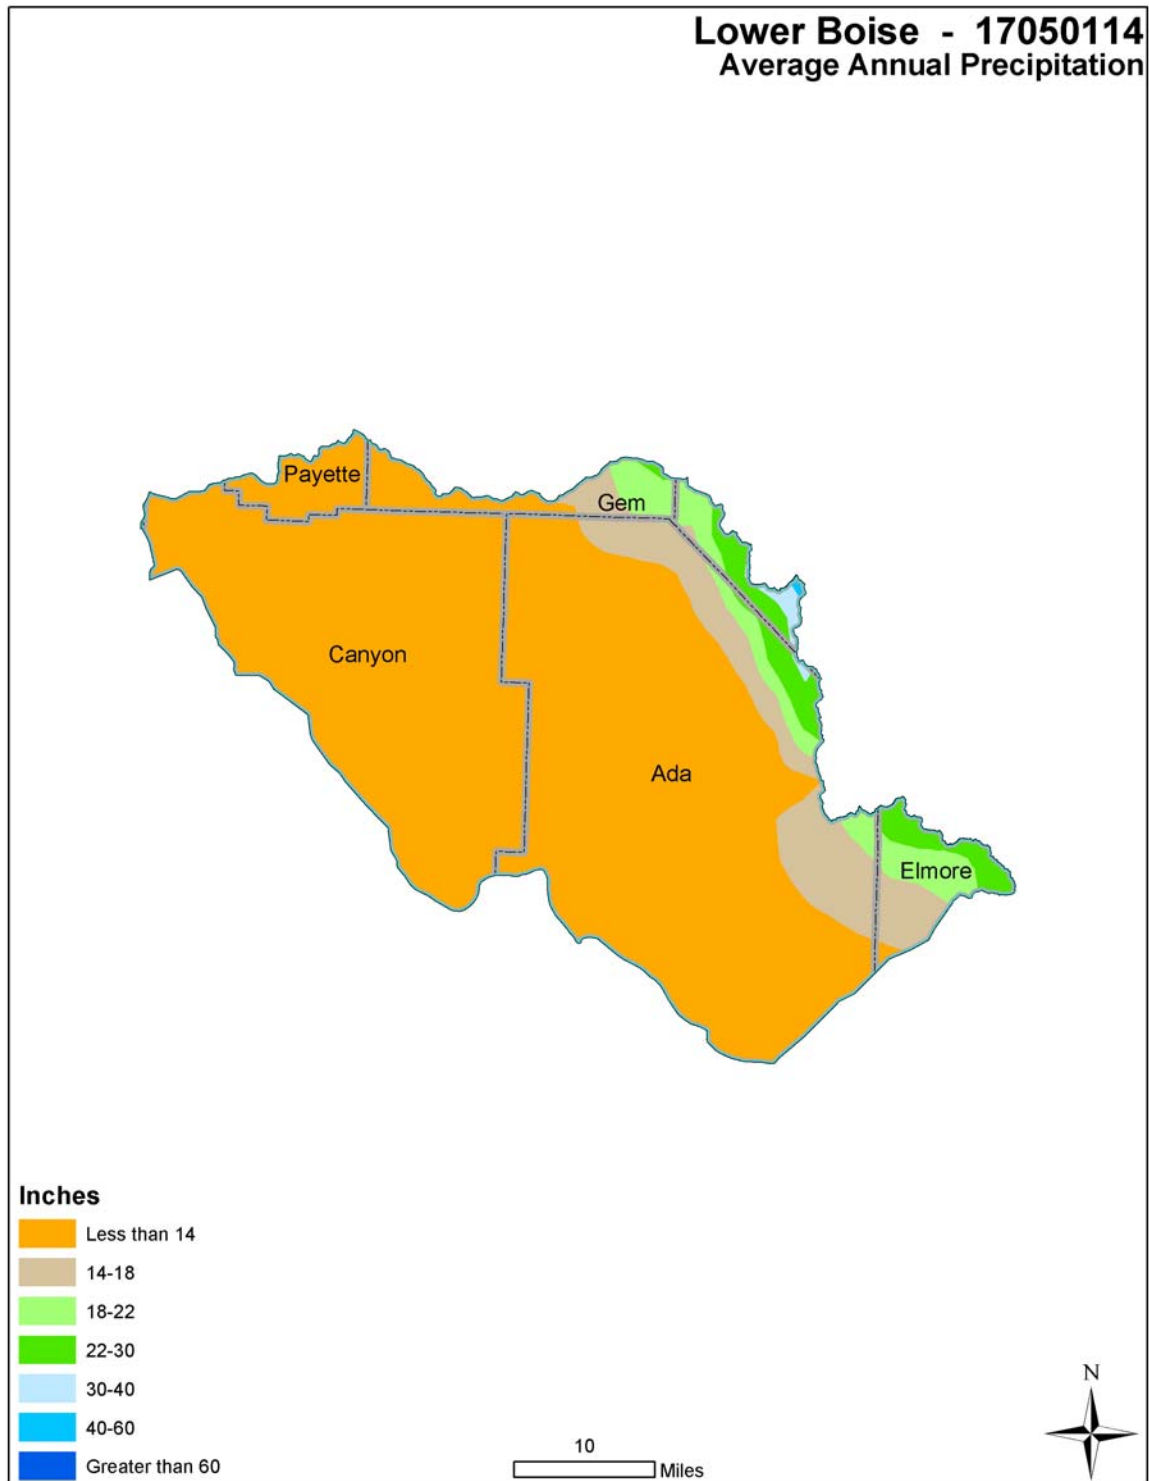 Lower Boise - 17050114
Average Annual Precipitation
Payette
Gem
Canyon
Ada
Elmore
Inches
Less than 14
14-18
18-22
22-30
30-40
40-60
Greater than 60
10
Miles
N